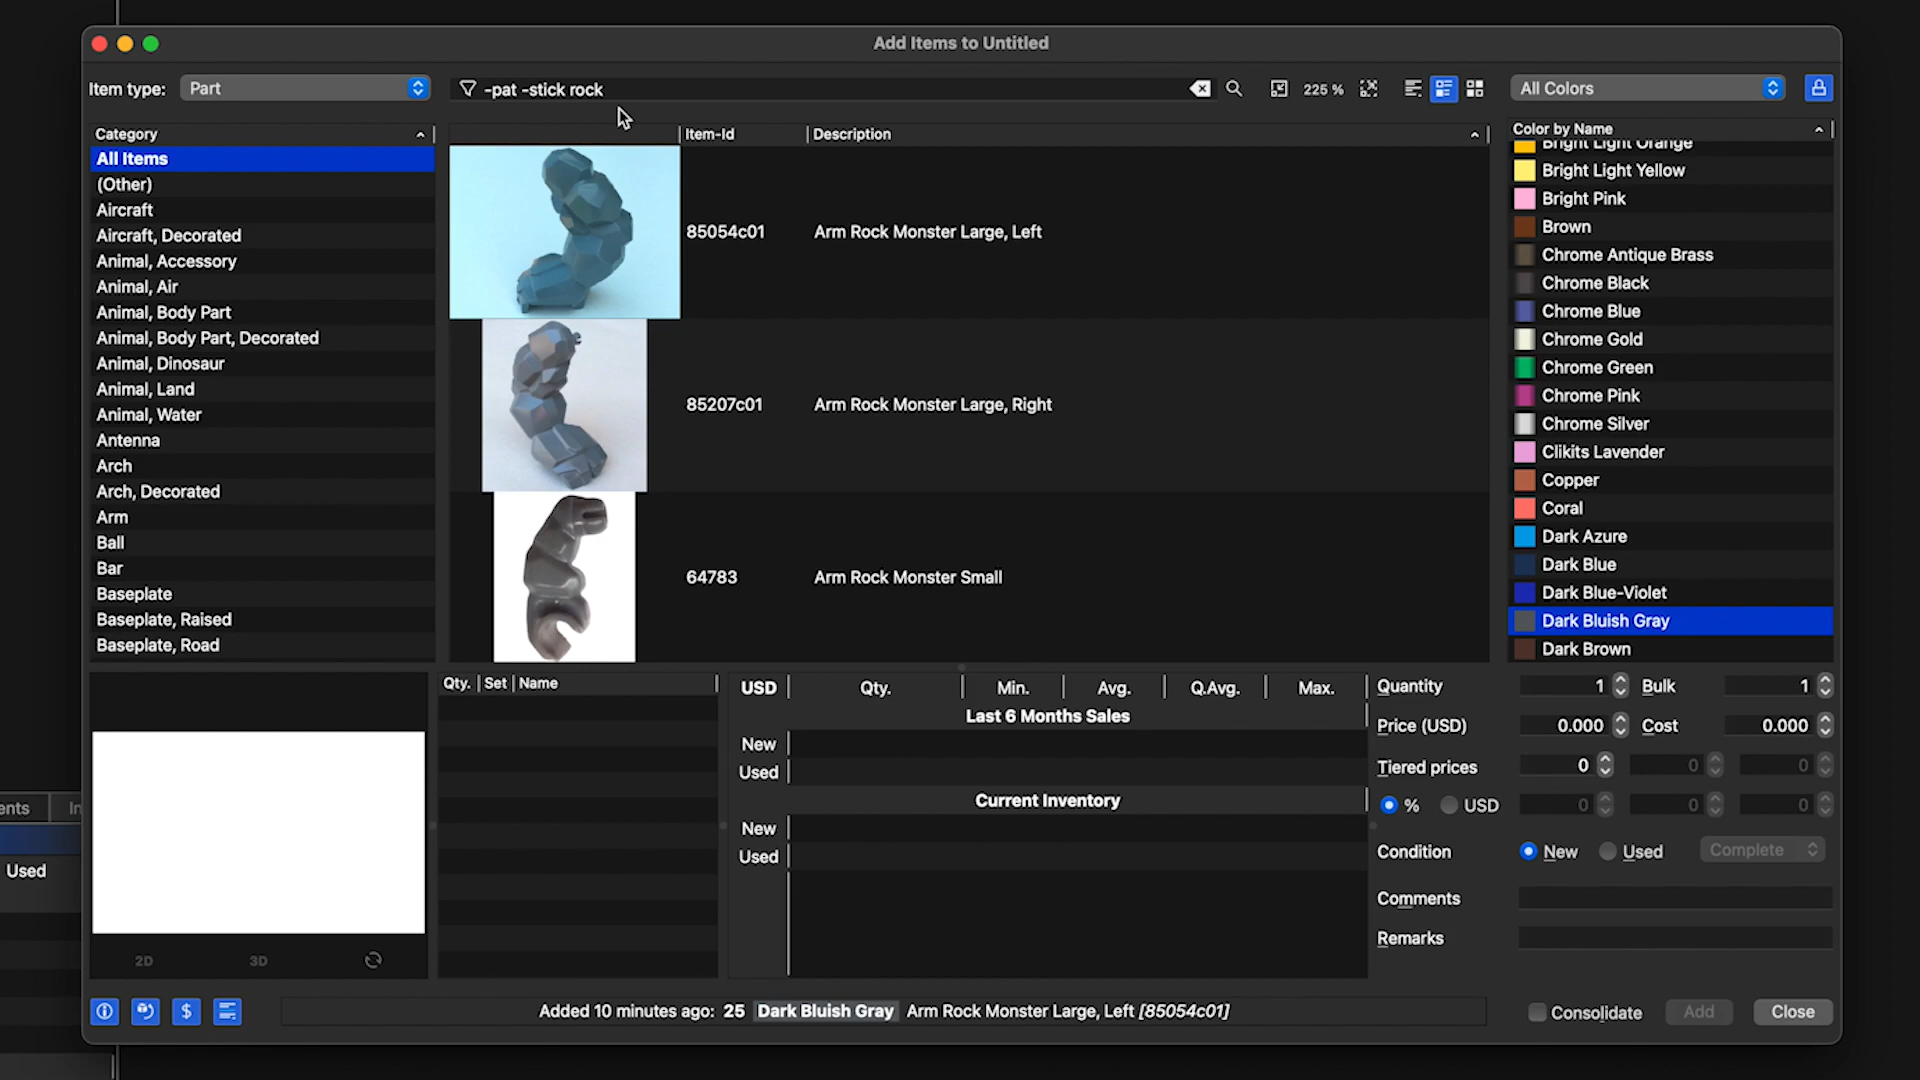 Add Items to Untitled
Item type: Part
-pat -stick rock
225 %
All Colors
Category
Item-Id
Description
Color by Name
All Items
(Other)
Aircraft
Aircraft, Decorated
Animal, Accessory
Animal, Air
Animal, Body Part
Animal, Body Part, Decorated
Animal, Dinosaur
Animal, Land
Animal, Water
Antenna
Arch
Arch, Decorated
Arm
Ball
Bar
Baseplate
Baseplate, Raised
Baseplate, Road
85054c01 Arm Rock Monster Large, Left
85207c01 Arm Rock Monster Large, Right
64783 Arm Rock Monster Small
Bright Light Orange
Bright Light Yellow
Bright Pink
Brown
Chrome Antique Brass
Chrome Black
Chrome Blue
Chrome Gold
Chrome Green
Chrome Pink
Chrome Silver
Clikits Lavender
Copper
Coral
Dark Azure
Dark Blue
Dark Blue-Violet
Dark Bluish Gray
Dark Brown
2D 3D
Qty. Set Name
USD Qty. Min. Avg. Q.Avg. Max.
Last 6 Months Sales
New
Used
Current Inventory
New
Used
Quantity 1 Bulk 1
Price (USD) 0.000 Cost 0.000
Tiered prices 0 0 0
% USD 0 0 0
Condition New Used Complete
Comments
Remarks
ents In
Used
$
Added 10 minutes ago: 25 Dark Bluish Gray Arm Rock Monster Large, Left [85054c01]
Consolidate Add Close